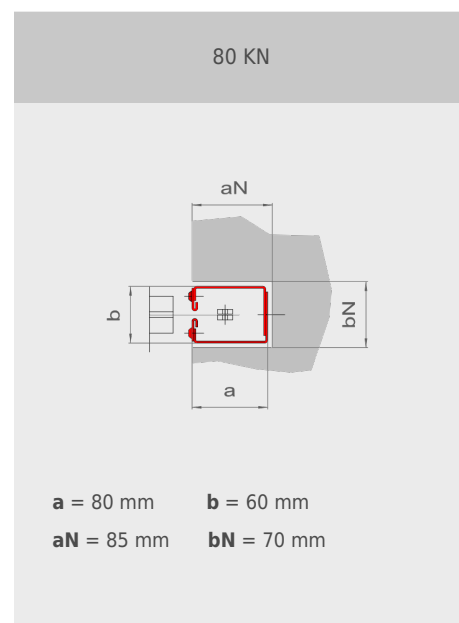 80 KN
aN
b
bN
a
a = 80 mm b = 60 mm
aN = 85 mm bN = 70 mm